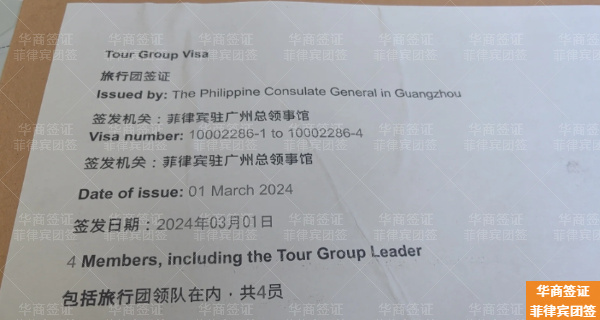 Tour Group Visa
旅行团签证
Issued by: The Philippine Consulate General in Guangzhou
签发机关：菲律宾驻广州总领事馆
Visa number: 10002286-1 to 10002286-4
签发机关：菲律宾驻广州总领事馆
Date of issue: 01 March 2024
签发日期：2024年03月01日
4 Members, including the Tour Group Leader
包括旅行团领队在内，共4员
华商签证
菲律宾团签